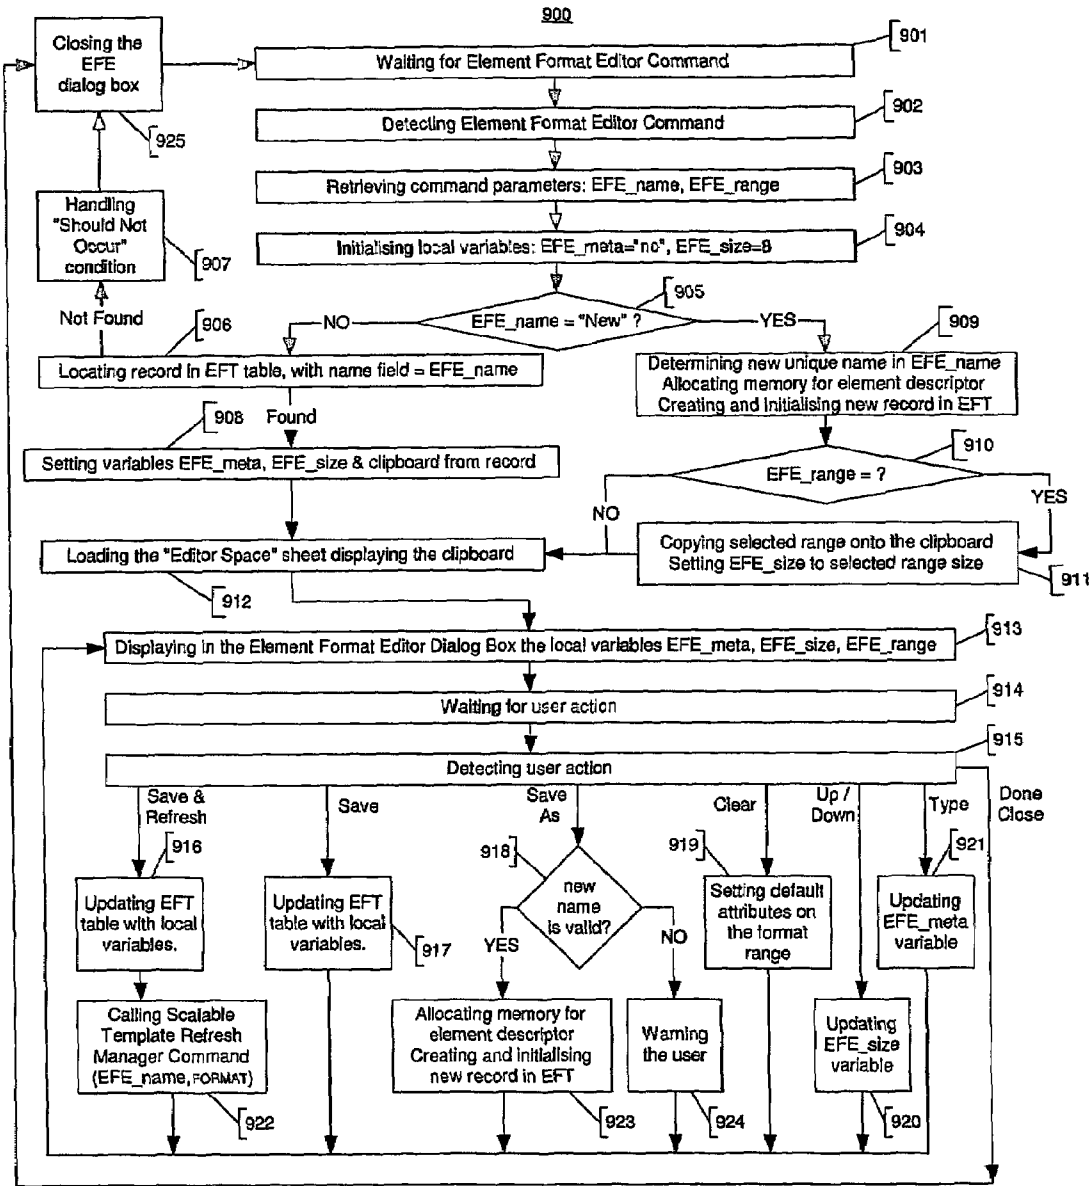 900
Closing the
EFE
dialog box
925
Waiting for Element Format Editor Command
901
Detecting Element Format Editor Command
902
Retrieving command parameters: EFE_name, EFE_range
903
Handling
"Should Not
Occur"
condition
907
Initialising local variables: EFE_meta="no", EFE_size=8
904
EFE_name = "New" ?
905
NO
YES
Not Found
906
Locating record in EFT table, with name field = EFE_name
909
Determining new unique name in EFE_name
Allocating memory for element descriptor
Creating and initialising new record in EFT
908
Found
Setting variables EFE_meta, EFE_size & clipboard from record
910
EFE_range = ?
NO
YES
Loading the "Editor Space" sheet displaying the clipboard
912
Copying selected range onto the clipboard
Setting EFE_size to selected range size
911
Displaying in the Element Format Editor Dialog Box the local variables EFE_meta, EFE_size, EFE_range
913
Waiting for user action
914
Detecting user action
915
Save &
Refresh
Save
Save
As
Clear
Up /
Down
Type
Done
Close
916
Updating EFT
table with local
variables.
Updating EFT
table with local
variables.
917
918
new
name
is valid?
YES
NO
919
Setting default
attributes on
the format
range
921
Updating
EFE_meta
variable
Calling Scalable
Template Refresh
Manager Command
(EFE_name,FORMAT)
922
Allocating memory for
element descriptor
Creating and initialising
new record in EFT
923
Warning
the user
924
Updating
EFE_size
variable
920